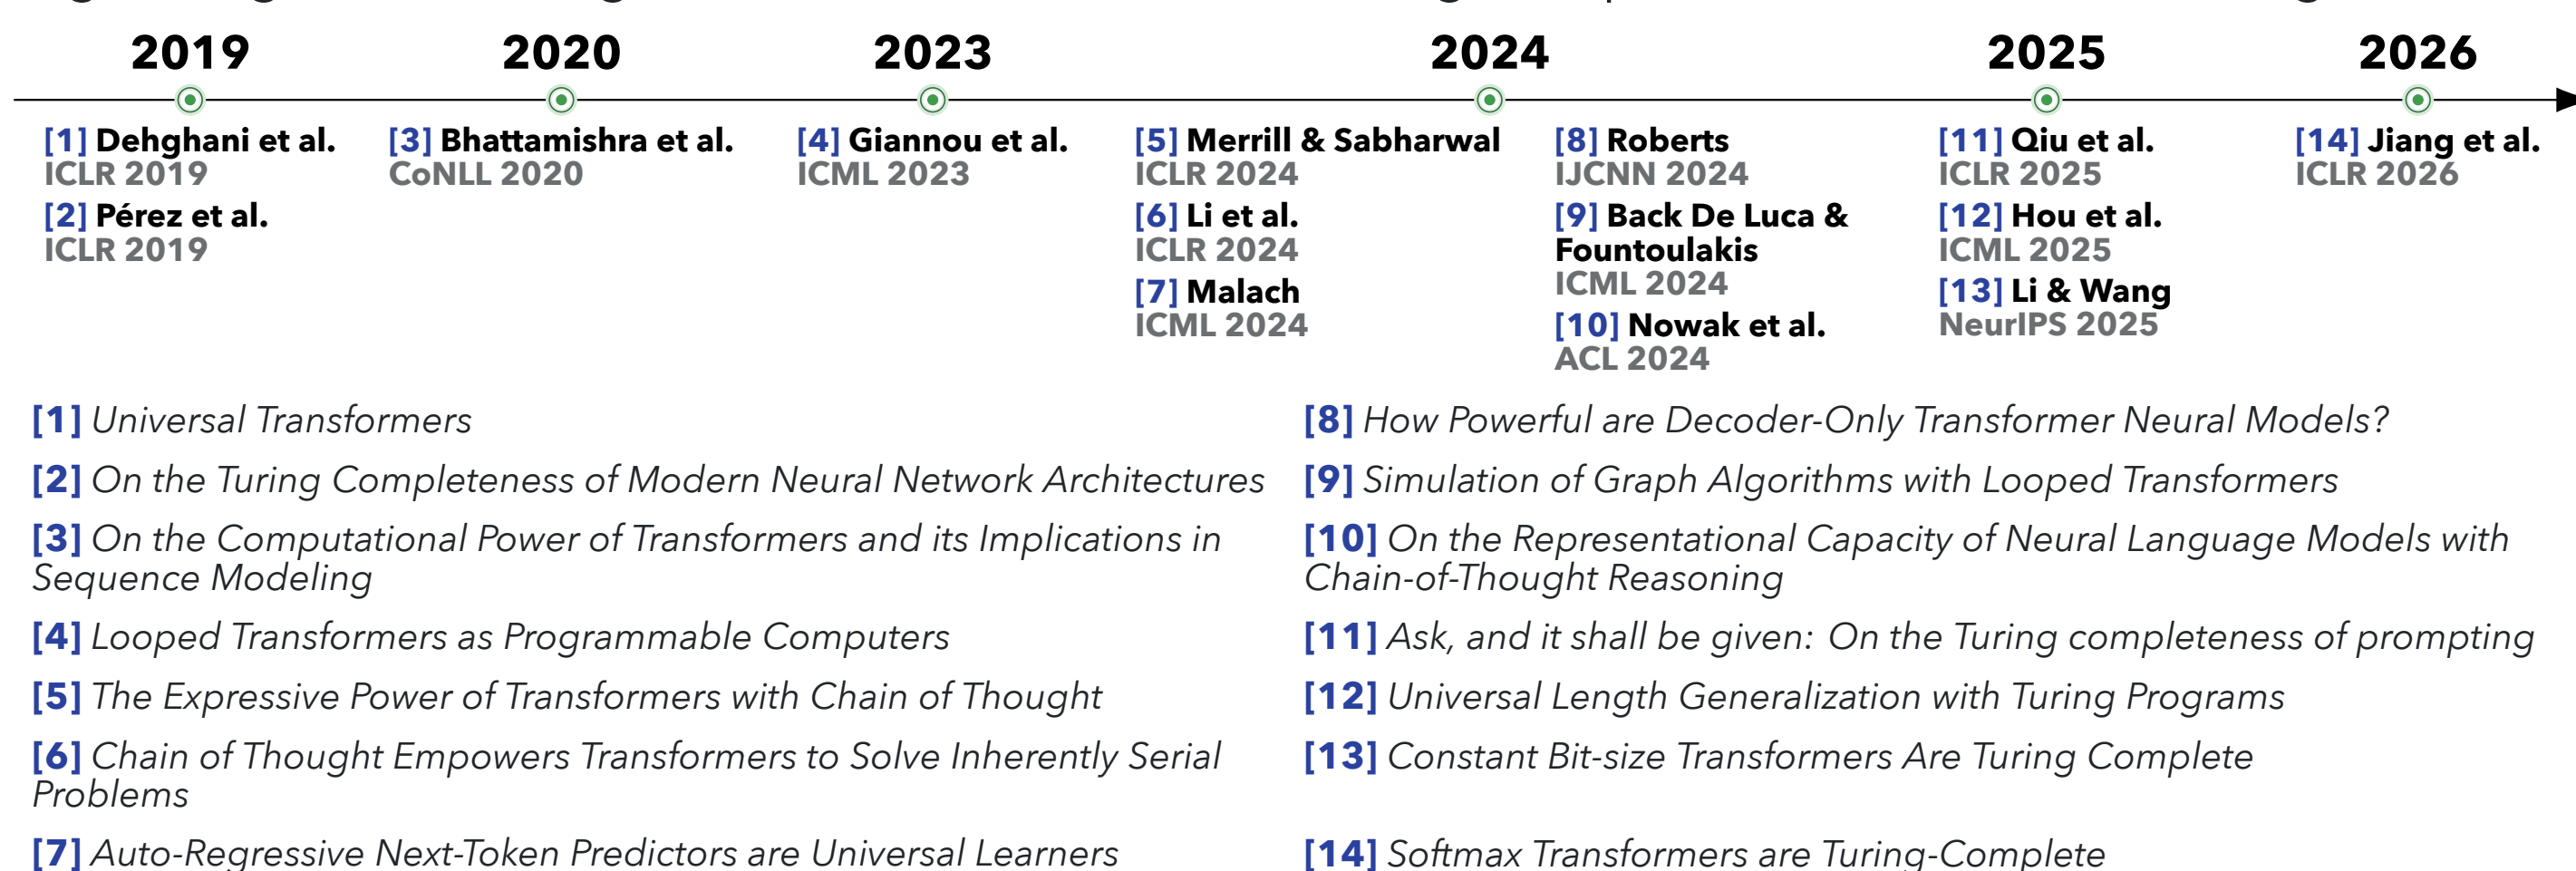 2019
2020
2023
2024
2025
2026
[1] Dehghani et al.
ICLR 2019
[2] Pérez et al.
ICLR 2019
[3] Bhattamishra et al.
CoNLL 2020
[4] Giannou et al.
ICML 2023
[5] Merrill & Sabharwal
ICLR 2024
[6] Li et al.
ICLR 2024
[7] Malach
ICML 2024
[8] Roberts
IJCNN 2024
[9] Back De Luca &
Fountoulakis
ICML 2024
[10] Nowak et al.
ACL 2024
[11] Qiu et al.
ICLR 2025
[12] Hou et al.
ICML 2025
[13] Li & Wang
NeurIPS 2025
[14] Jiang et al.
ICLR 2026
[1] Universal Transformers
[2] On the Turing Completeness of Modern Neural Network Architectures
[3] On the Computational Power of Transformers and its Implications in
Sequence Modeling
[4] Looped Transformers as Programmable Computers
[5] The Expressive Power of Transformers with Chain of Thought
[6] Chain of Thought Empowers Transformers to Solve Inherently Serial
Problems
[7] Auto-Regressive Next-Token Predictors are Universal Learners
[8] How Powerful are Decoder-Only Transformer Neural Models?
[9] Simulation of Graph Algorithms with Looped Transformers
[10] On the Representational Capacity of Neural Language Models with
Chain-of-Thought Reasoning
[11] Ask, and it shall be given: On the Turing completeness of prompting
[12] Universal Length Generalization with Turing Programs
[13] Constant Bit-size Transformers Are Turing Complete
[14] Softmax Transformers are Turing-Complete